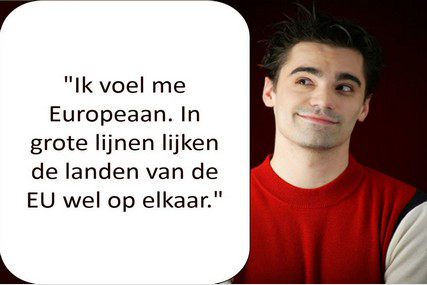 "Ik voel me
Europeaan. In
grote lijnen lijken
de landen van de
EU wel op elkaar."